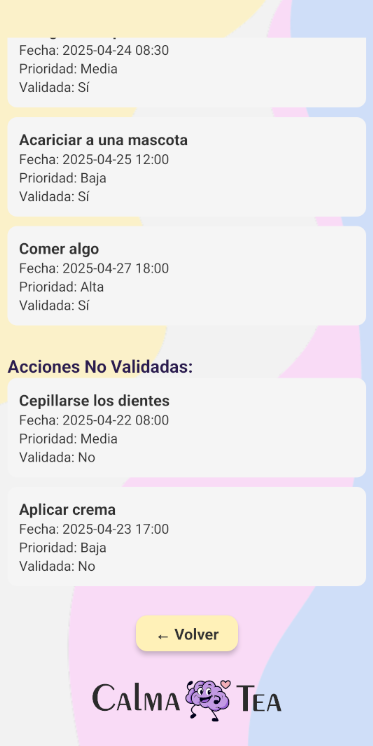 Fecha: 2025-04-24 08:30
Prioridad: Media
Validada: Sí
Acariciar a una mascota
Fecha: 2025-04-25 12:00
Prioridad: Baja
Validada: Sí
Comer algo
Fecha: 2025-04-27 18:00
Prioridad: Alta
Validada: Sí
Acciones No Validadas:
Cepillarse los dientes
Fecha: 2025-04-22 08:00
Prioridad: Media
Validada: No
Aplicar crema
Fecha: 2025-04-23 17:00
Prioridad: Baja
Validada: No
← Volver
CALMA TEA